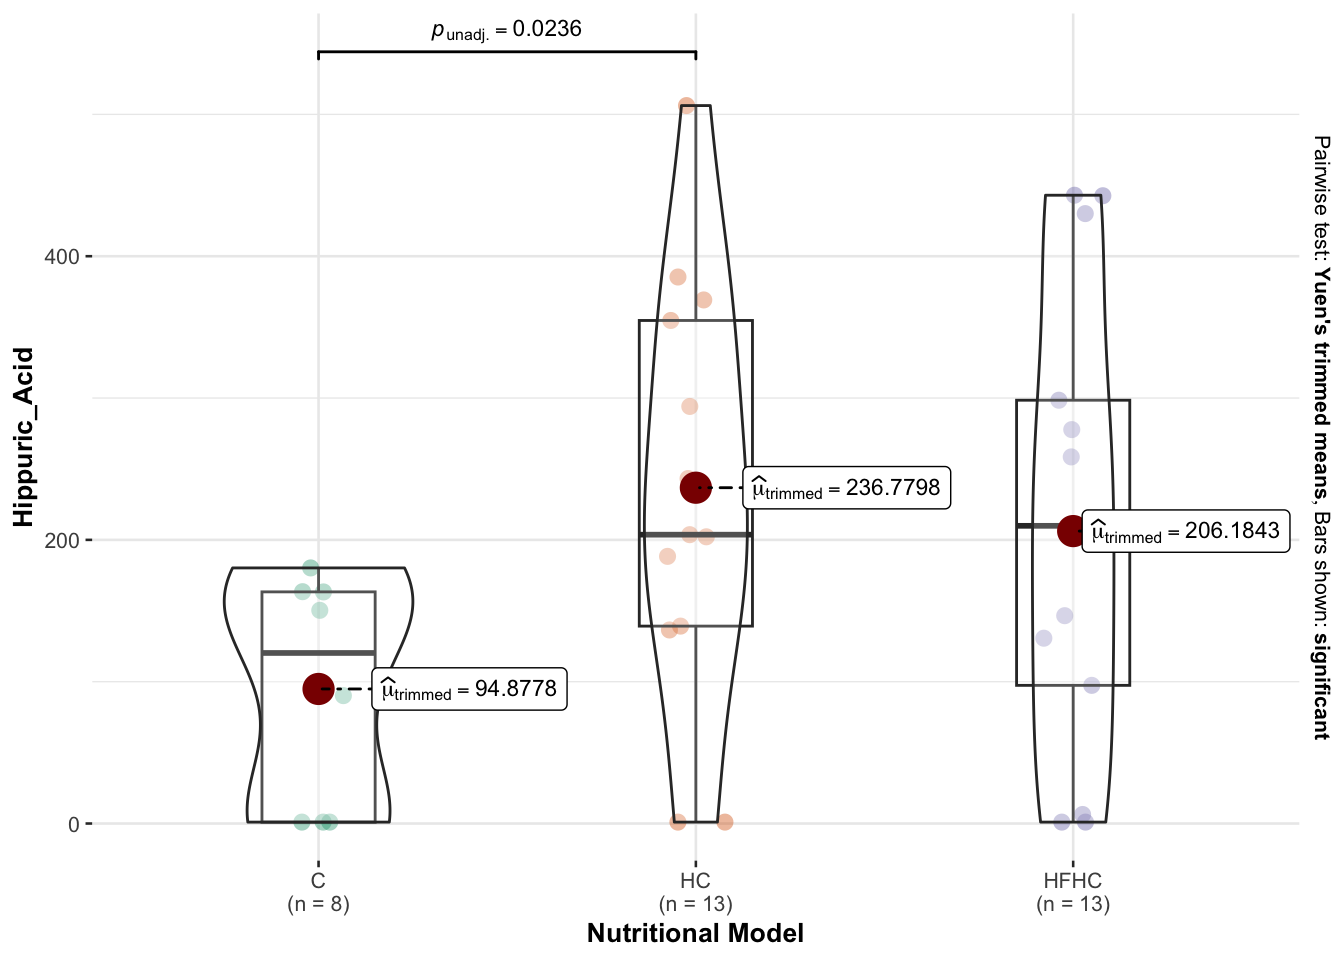 p unadj. = 0.0236
Hippuric_Acid
400
200
0
μ̂ trimmed = 94.8778
μ̂ trimmed = 236.7798
μ̂ trimmed = 206.1843
C
(n = 8)
HC
(n = 13)
HFHC
(n = 13)
Nutritional Model
Pairwise test: Yuen's trimmed means, Bars shown: significant